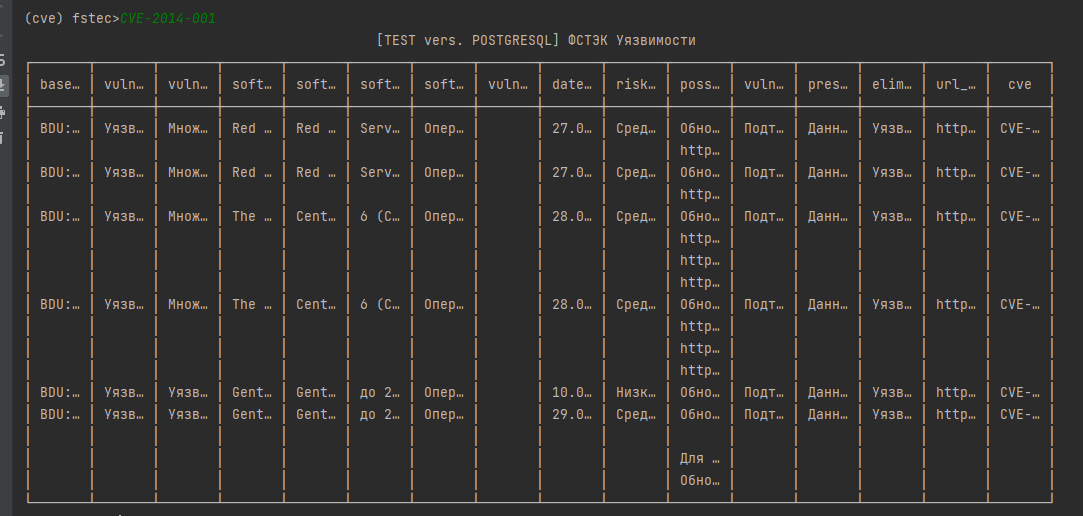 (cve) fstec>CVE-2014-001
[TEST vers. POSTGRESQL] ФСТЭК Уязвимости
base… vuln… vuln… soft… soft… soft… soft… vuln… date… risk… poss… vuln… pres… elim… url_… cve
BDU:… Уязв… Множ… Red … Red … Serv… Опер… 27.0… Сред… Обно… Подт… Данн… Уязв… http… CVE-…
http…
BDU:… Уязв… Множ… Red … Red … Serv… Опер… 27.0… Сред… Обно… Подт… Данн… Уязв… http… CVE-…
http…
BDU:… Уязв… Множ… The … Cent… 6 (C… Опер… 28.0… Сред… Обно… Подт… Данн… Уязв… http… CVE-…
http…
http…
http…
BDU:… Уязв… Множ… The … Cent… 6 (C… Опер… 28.0… Сред… Обно… Подт… Данн… Уязв… http… CVE-…
http…
http…
http…
BDU:… Уязв… Уязв… Gent… Gent… до 2… Опер… 10.0… Низк… Обно… Подт… Данн… Уязв… http… CVE-…
BDU:… Уязв… Уязв… Gent… Gent… до 2… Опер… 29.0… Сред… Обно… Подт… Данн… Уязв… http… CVE-…
Для …
Обно…